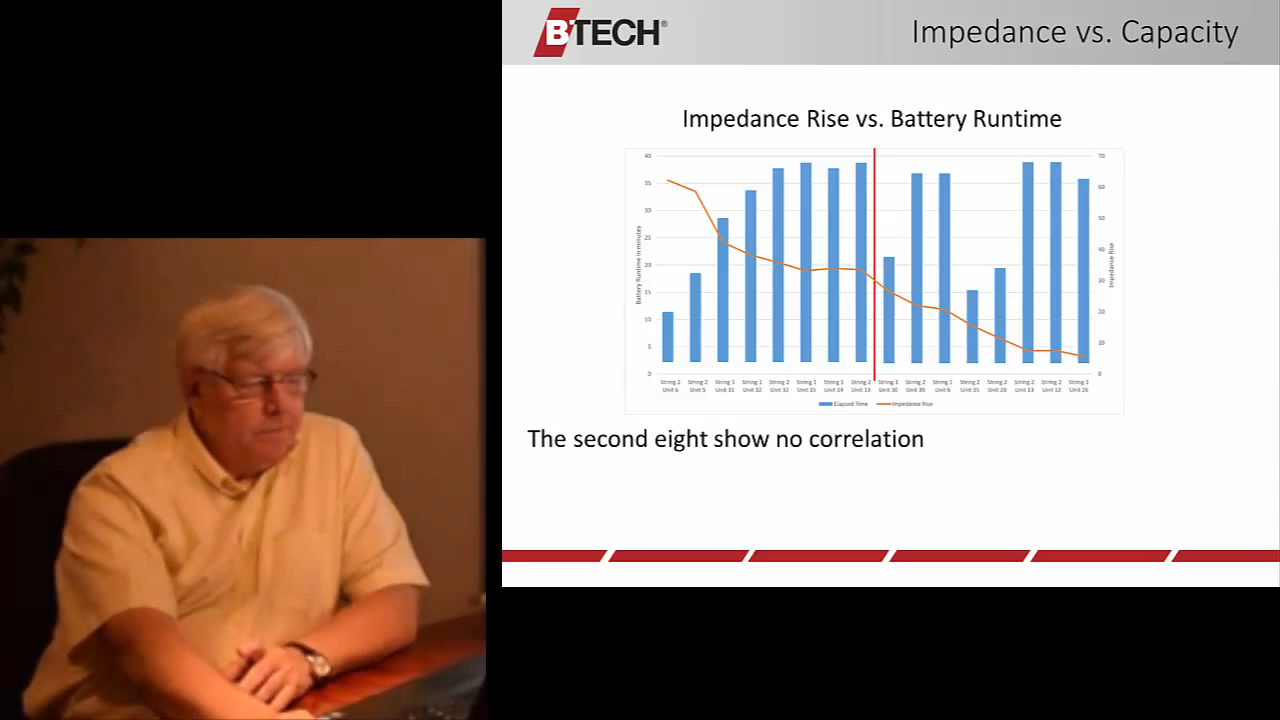 BTECH®
Impedance vs. Capacity
Impedance Rise vs. Battery Runtime
40
35
30
25
20
15
10
5
0
Battery Runtime in minutes
70
60
50
40
30
20
10
0
Impedance Rise
String 2 String 2 String 1 String 1 String 2 String 1 String 1 String 2 String 1 String 2 String 1 String 2 String 2 String 2 String 2 String 1
Unit 6 Unit 5 Unit 31 Unit 32 Unit 32 Unit 35 Unit 14 Unit 13 Unit 30 Unit 39 Unit 6 Unit 35 Unit 28 Unit 13 Unit 12 Unit 26
Elapsed Time Impedance Rise
The second eight show no correlation